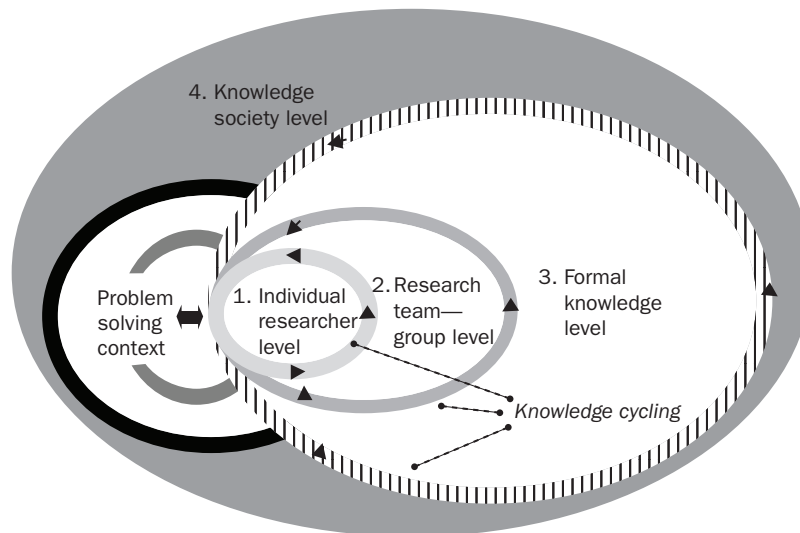 4. Knowledge
society level
Problem
solving
context
1. Individual
researcher
level
2. Research
team—
group level
3. Formal
knowledge
level
Knowledge cycling